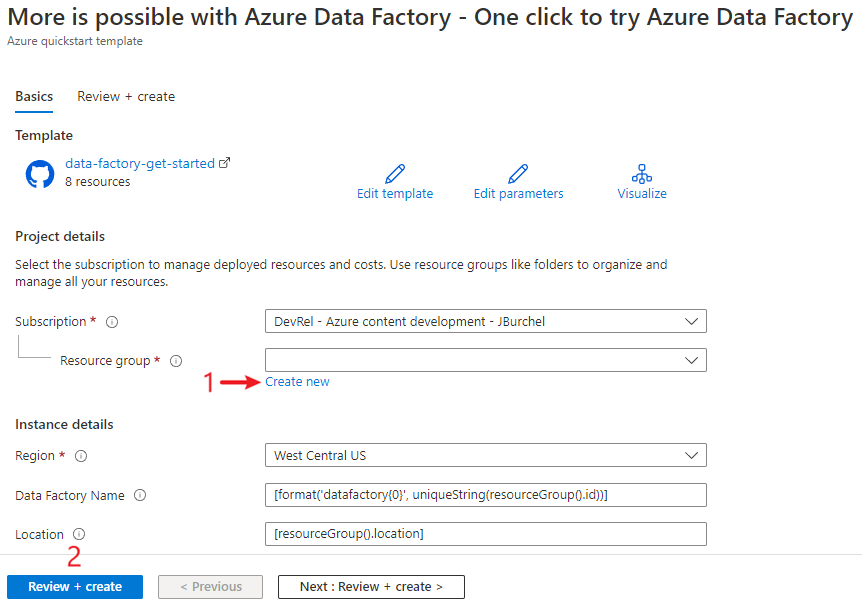 More is possible with Azure Data Factory - One click to try Azure Data Factory
Azure quickstart template
Basics Review + create
Template
data-factory-get-started
8 resources
Edit template Edit parameters Visualize
Project details
Select the subscription to manage deployed resources and costs. Use resource groups like folders to organize and
manage all your resources.
Subscription * DevRel - Azure content development - JBurchel
Resource group *
1 Create new
Instance details
Region * West Central US
Data Factory Name [format('datafactory{0}', uniqueString(resourceGroup().id))]
Location [resourceGroup().location]
2
Review + create < Previous Next : Review + create >